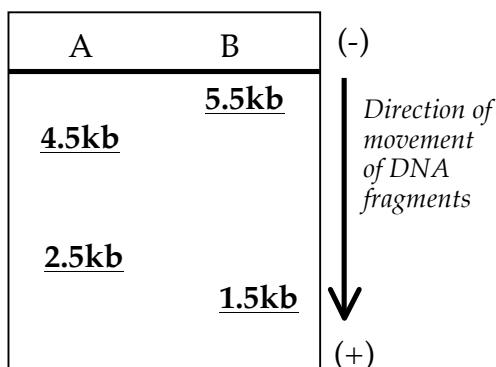 A B (-)
5.5kb
4.5kb
Direction of
movement
of DNA
fragments
2.5kb
1.5kb
(+)